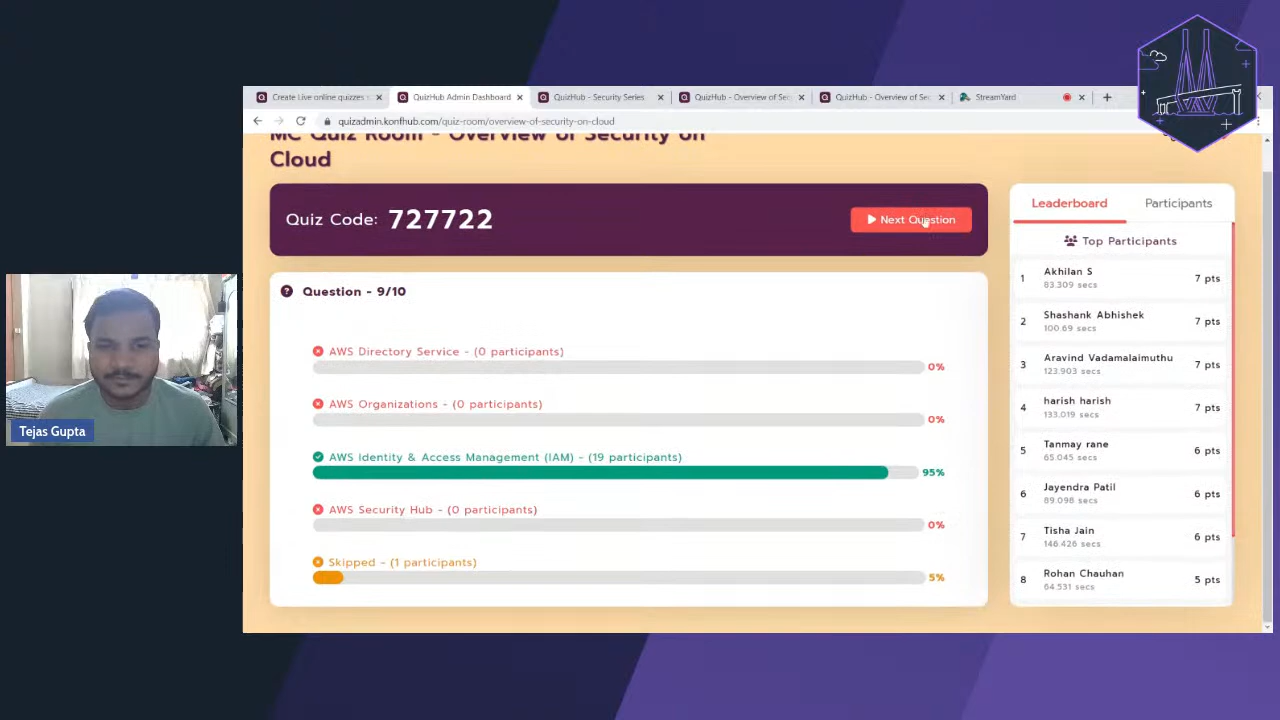 Create Live online quizzes
QuizHub Admin Dashboard
QuizHub - Security Series
QuizHub - Overview of Sec
QuizHub - Overview of Sec
StreamYard
quizadmin.konfhub.com/quiz-room/overview-of-security-on-cloud
MC Quiz Room - Overview of Security on
Cloud
Quiz Code: 727722
Next Question
Question - 9/10
AWS Directory Service - (0 participants)
0%
AWS Organizations - (0 participants)
0%
AWS Identity & Access Management (IAM) - (19 participants)
95%
AWS Security Hub - (0 participants)
0%
Skipped - (1 participants)
5%
Leaderboard
Participants
Top Participants
1 Akhilan S 7 pts
83.309 secs
2 Shashank Abhishek 7 pts
100.69 secs
3 Aravind Vadamalaimuthu 7 pts
123.903 secs
4 harish harish 7 pts
133.019 secs
5 Tanmay rane 6 pts
65.045 secs
6 Jayendra Patil 6 pts
89.098 secs
7 Tisha Jain 6 pts
146.426 secs
8 Rohan Chauhan 5 pts
64.531 secs
Tejas Gupta